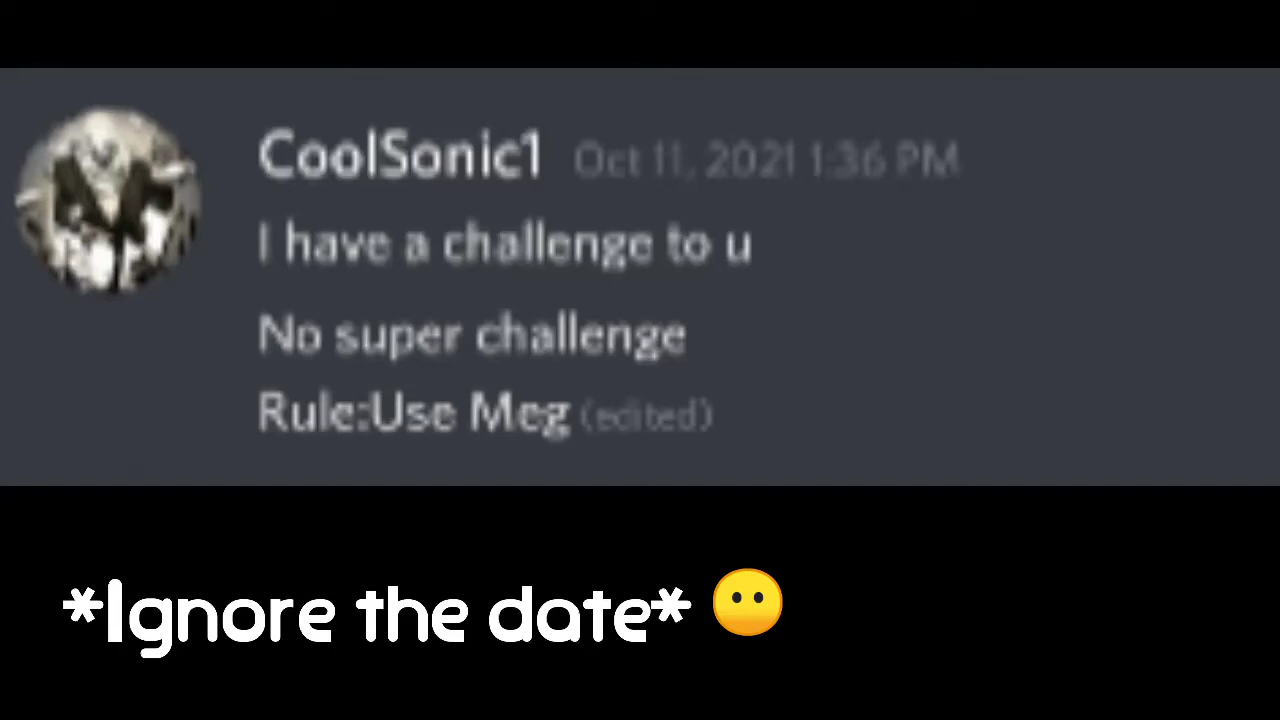 CoolSonic1 Oct 11, 2021 1:36 PM
I have a challenge to u
No super challenge
Rule:Use Meg (edited)
*Ignore the date* 😶